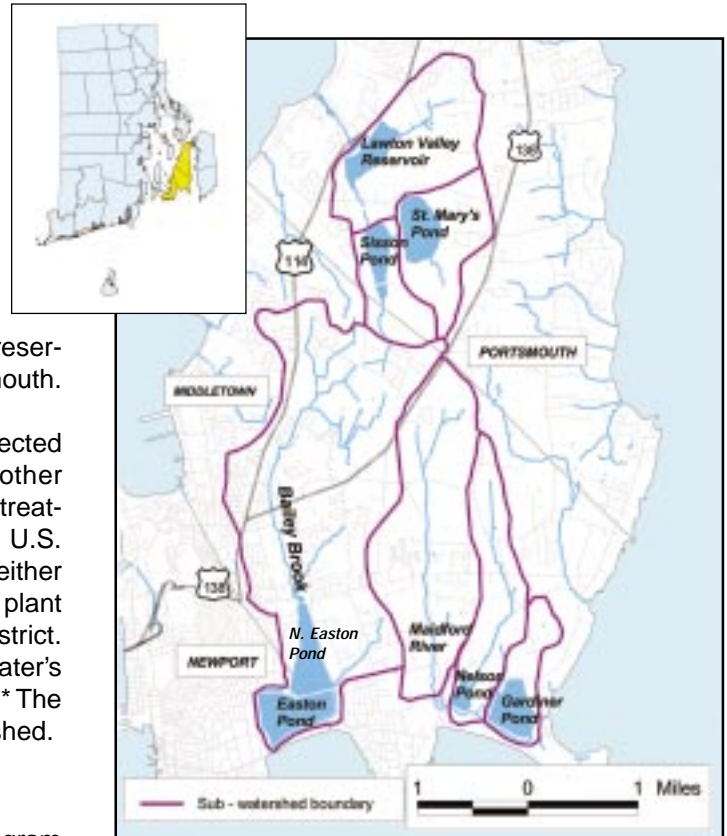 reser-
mouth.
ected
other
treat-
U.S.
either
plant
strict.
ater's
* The
shed.
gram
Lawton Valley
Reservoir
138
St. Mary's
Pond
Sisson
Pond
114
PORTSMOUTH
MIDDLETOWN
Bailey Brook
138
N. Easton
Pond
Maidford
River
NEWPORT
Easton
Pond
Nelson
Pond
Gardiner
Pond
Sub - watershed boundary
1 0 1 Miles